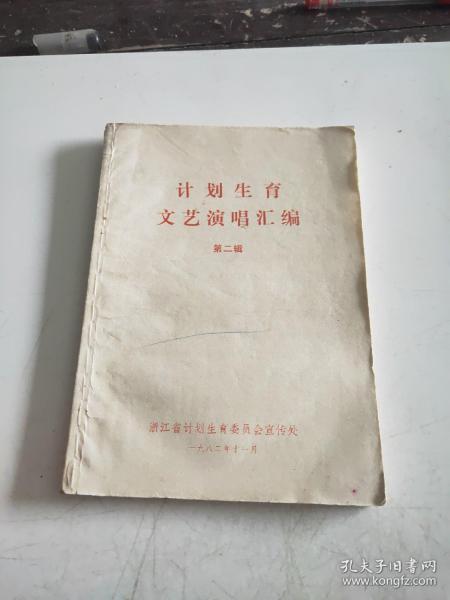 计划生育
文艺演唱汇编
第二辑
浙江省计划生育委员会宣传处
一九八二年十一月
孔夫子旧书网
www.kongfz.com